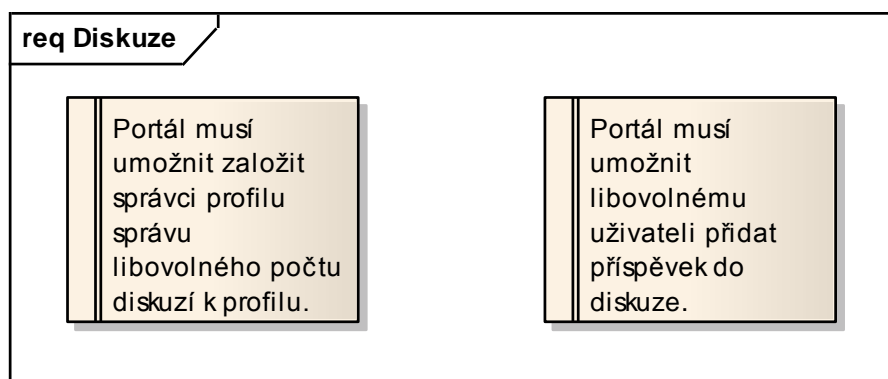 req Diskuze
Portál musí
umožnit založit
správci profilu
správu
libovolného počtu
diskuzí k profilu.
Portál musí
umožnit
libovolnému
uživateli přidat
příspěvek do
diskuze.